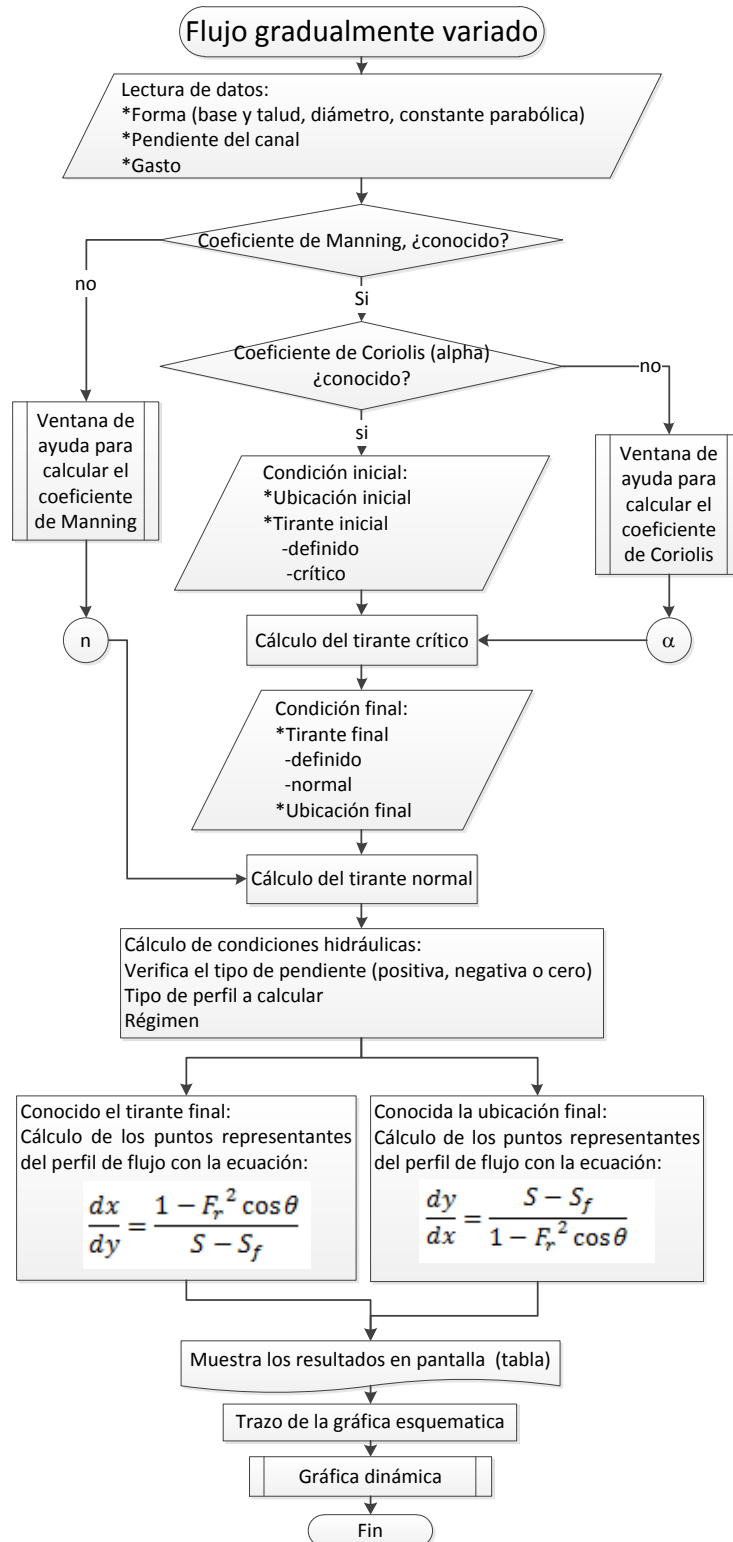 Flujo gradualmente variado
Lectura de datos:
*Forma (base y talud, diámetro, constante parabólica)
*Pendiente del canal
*Gasto
Coeficiente de Manning, ¿conocido?
no
Si
Coeficiente de Coriolis (alpha)
¿conocido?
no
si
Ventana de
ayuda para
calcular el
coeficiente
de Manning
Condición inicial:
*Ubicación inicial
*Tirante inicial
-definido
-crítico
Ventana de
ayuda para
calcular el
coeficiente
de Coriolis
n
Cálculo del tirante crítico
α
Condición final:
*Tirante final
-definido
-normal
*Ubicación final
Cálculo del tirante normal
Cálculo de condiciones hidráulicas:
Verifica el tipo de pendiente (positiva, negativa o cero)
Tipo de perfil a calcular
Régimen
Conocido el tirante final:
Cálculo de los puntos representantes
del perfil de flujo con la ecuación:
dx/dy = (1 − F_r² cos θ)/(S − S_f)
Conocida la ubicación final:
Cálculo de los puntos representantes
del perfil de flujo con la ecuación:
dy/dx = (S − S_f)/(1 − F_r² cos θ)
Muestra los resultados en pantalla (tabla)
Trazo de la gráfica esquematica
Gráfica dinámica
Fin